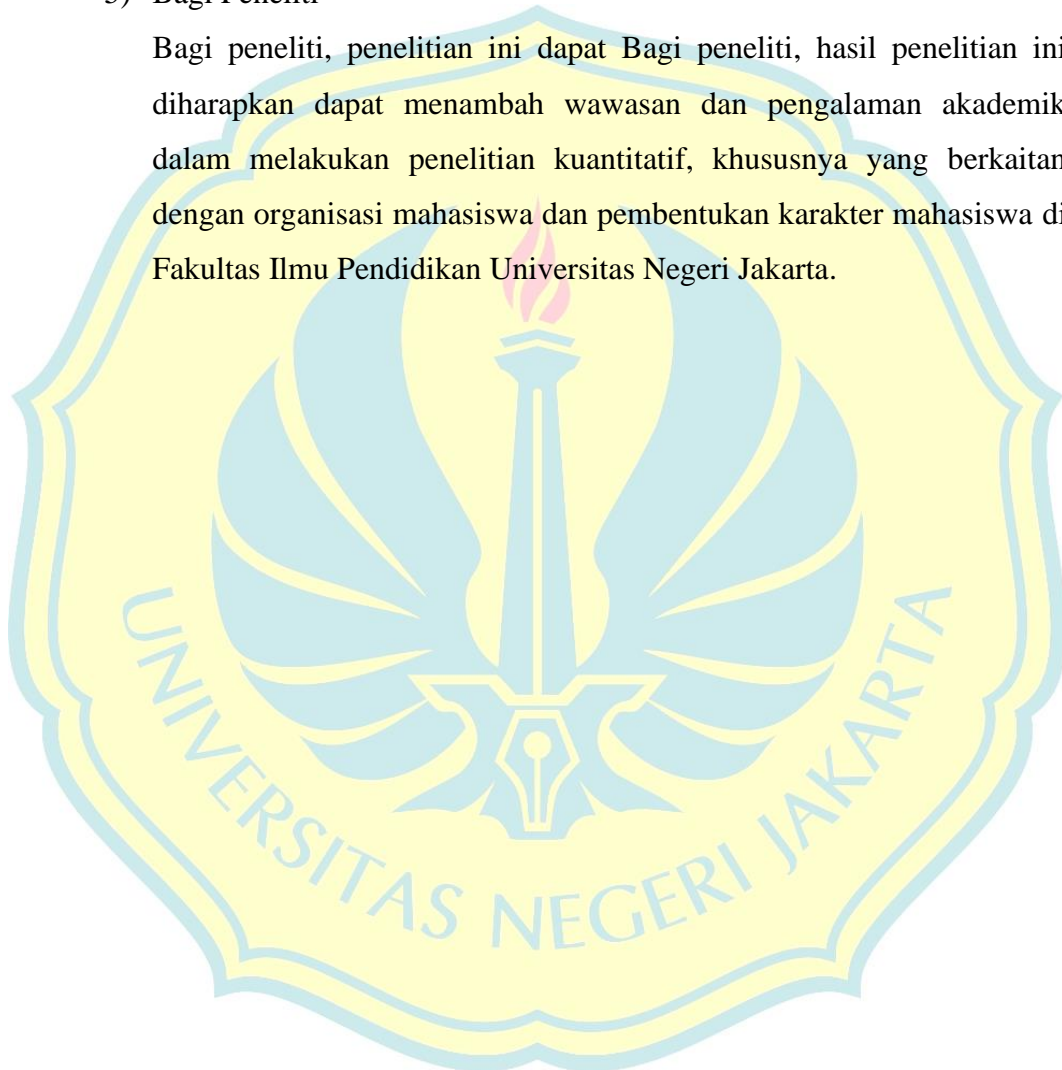 Bagi Peneliti
Bagi peneliti, penelitian ini dapat Bagi peneliti, hasil penelitian ini
diharapkan dapat menambah wawasan dan pengalaman akademik
dalam melakukan penelitian kuantitatif, khususnya yang berkaitan
dengan organisasi mahasiswa dan pembentukan karakter mahasiswa di
Fakultas Ilmu Pendidikan Universitas Negeri Jakarta.
UNIVERSITAS NEGERI JAKARTA